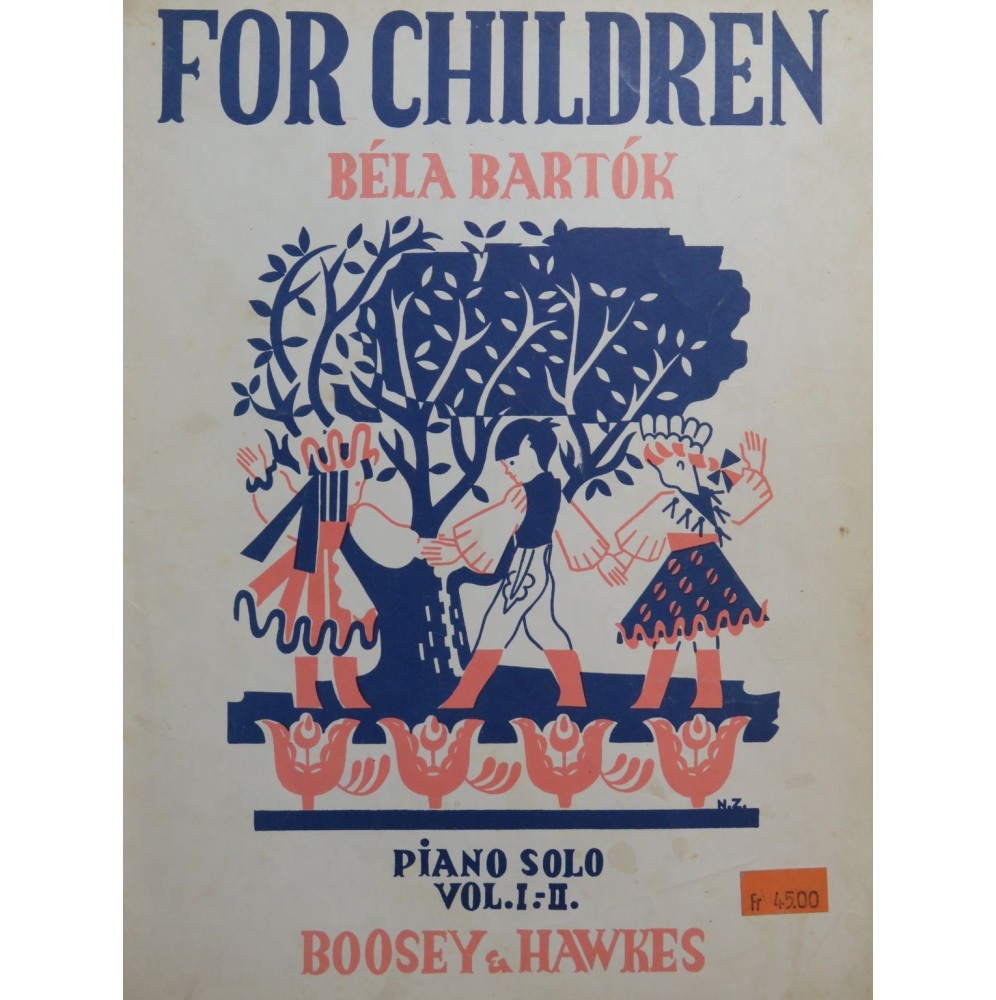 FOR CHILDREN
BÉLA BARTÓK
N.Z.
PiANO SOLO
VOL.I.-II.
Fr 45.00
BOOSEY & HAWKES